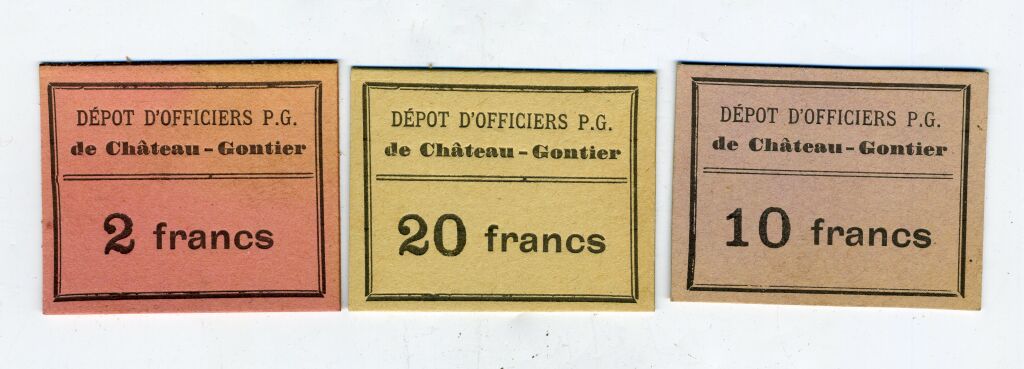 DÉPOT D'OFFICIERS P.G.
de Château-Gontier
2 francs
DÉPOT D'OFFICIERS P.G.
de Château-Gontier
20 francs
DÉPOT D'OFFICIERS P.G.
de Château-Gontier
10 francs